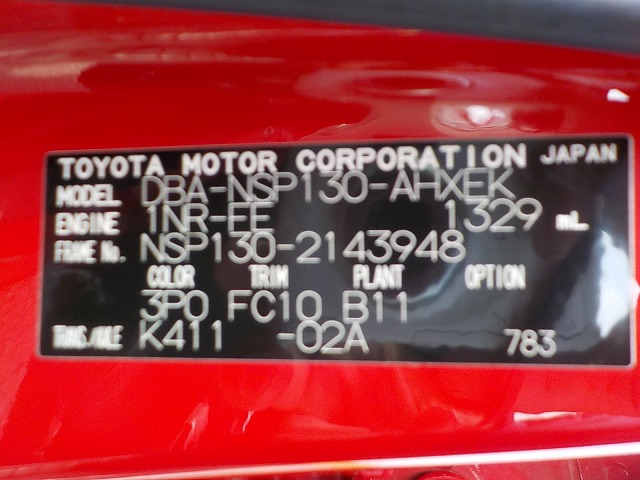 TOYOTA MOTOR CORPORATION JAPAN
MODEL DBA-NSP130-AHXEK
ENGINE 1NR-FE 1329 mL
FRAME No. NSP130-2143948
COLOR TRIM PLANT OPTION
3P0 FC10 B11
TRANS/AXLE K411 -02A 783